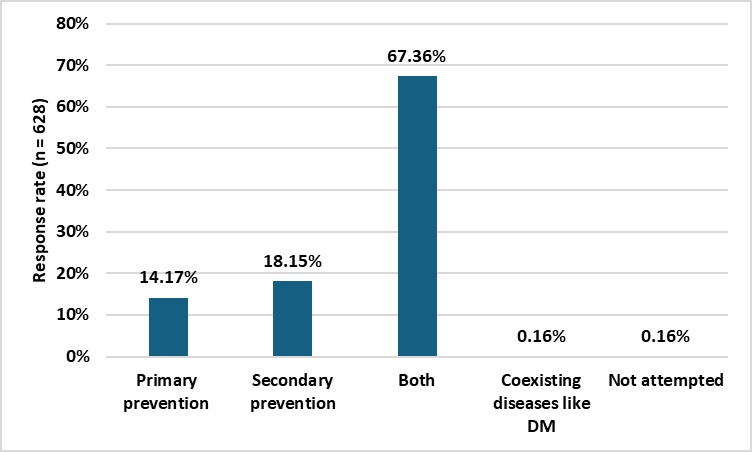 80%
70%
60%
50%
40%
30%
20%
10%
0%
Response rate (n = 628)
14.17%
18.15%
67.36%
0.16%
0.16%
Primary
prevention
Secondary
prevention
Both
Coexisting
diseases like
DM
Not attempted